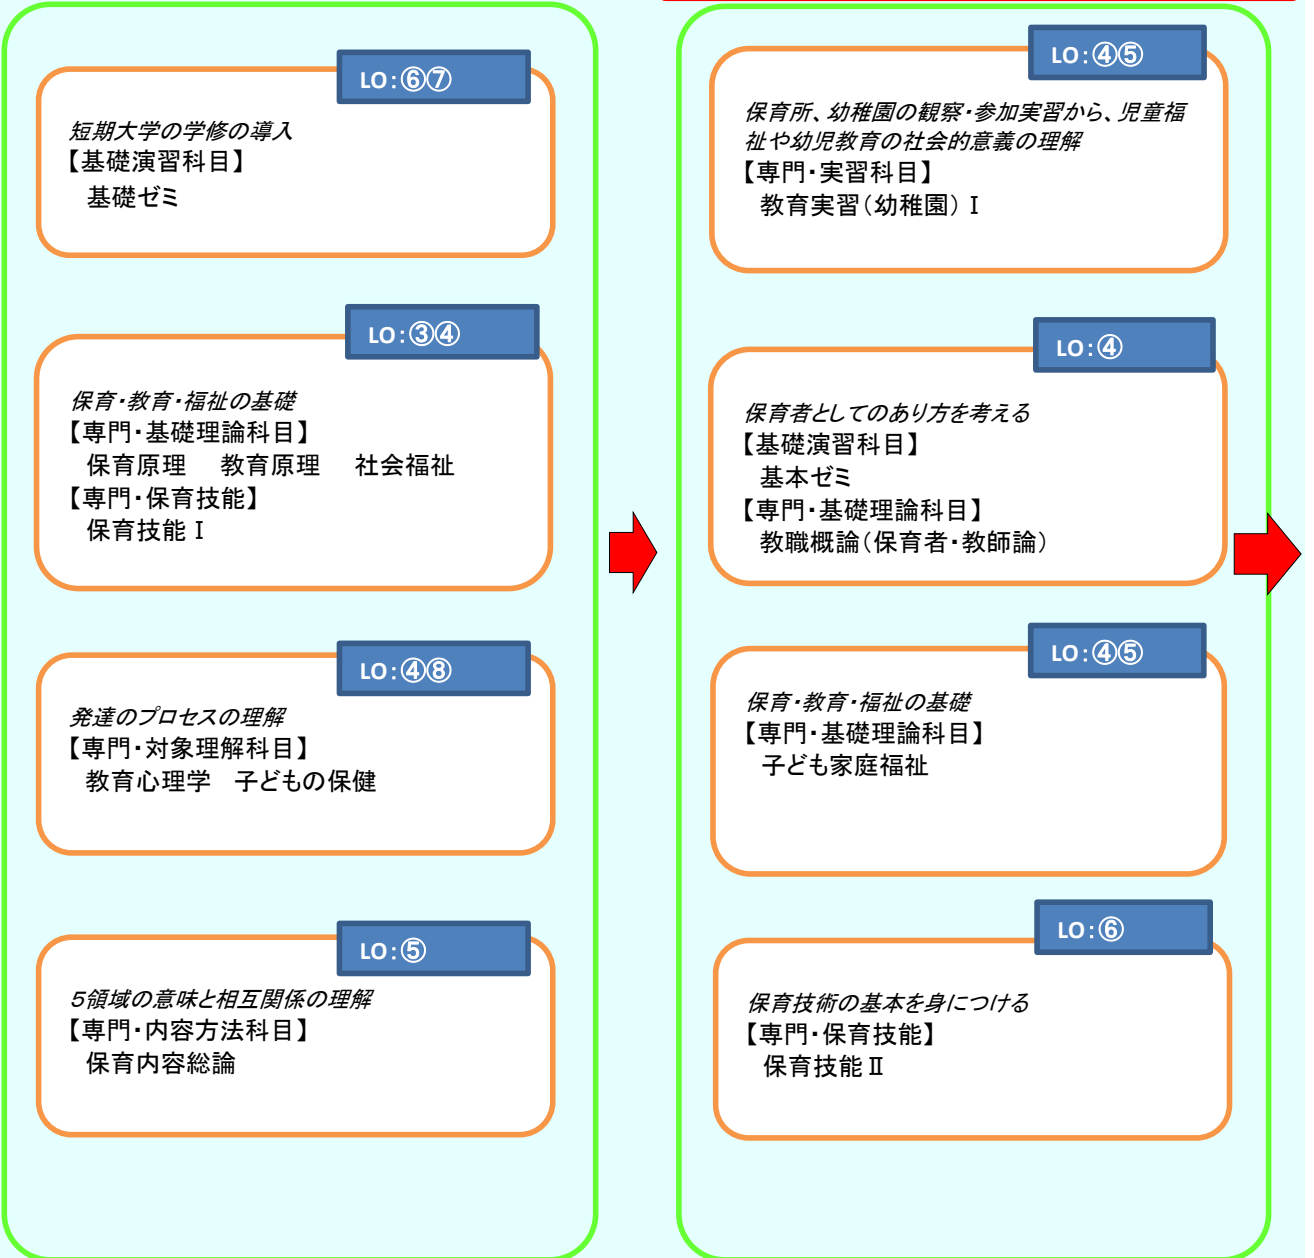 LO：⑥⑦
短期大学の学修の導入
【基礎演習科目】
基礎ゼミ
LO：③④
保育・教育・福祉の基礎
【専門・基礎理論科目】
保育原理　教育原理　社会福祉
【専門・保育技能】
保育技能Ⅰ
LO：④⑧
発達のプロセスの理解
【専門・対象理解科目】
教育心理学　子どもの保健
LO：⑤
５領域の意味と相互関係の理解
【専門・内容方法科目】
保育内容総論
LO：④⑤
保育所、幼稚園の観察・参加実習から、児童福
祉や幼児教育の社会的意義の理解
【専門・実習科目】
教育実習（幼稚園）Ⅰ
LO：④
保育者としてのあり方を考える
【基礎演習科目】
基本ゼミ
【専門・基礎理論科目】
教職概論（保育者・教師論）
LO：④⑤
保育・教育・福祉の基礎
【専門・基礎理論科目】
子ども家庭福祉
LO：⑥
保育技術の基本を身につける
【専門・保育技能】
保育技能Ⅱ